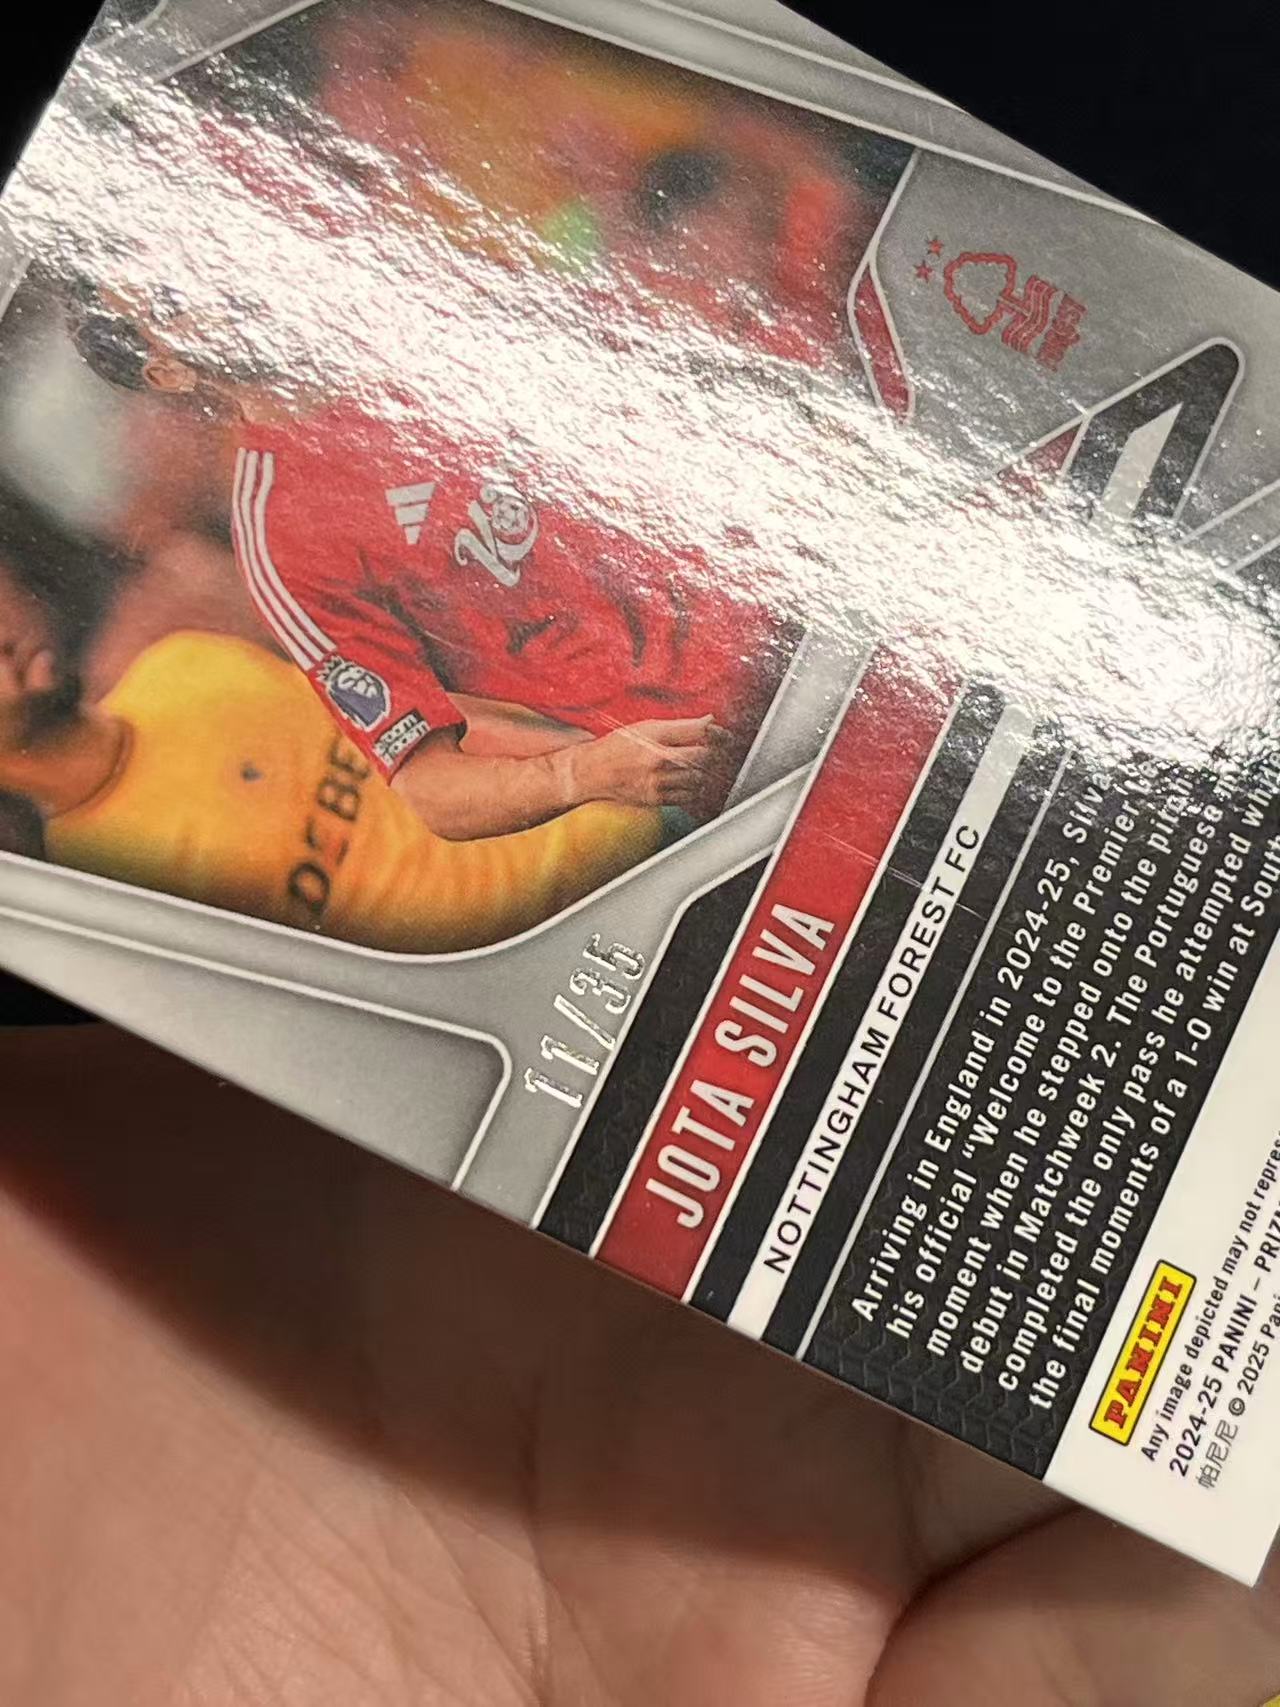 11/35
JOTA SILVA
NOTTINGHAM FOREST FC
Arriving in England in 2024-25, Silva
his official “Welcome to the Premier
moment when he stepped onto the pitch
debut in Matchweek 2. The Portuguese
completed the only pass he attempted
the final moments of a 1-0 win at
PANINI
Any image depicted may not
2024-25 PANINI –
帕尼尼 © 2025